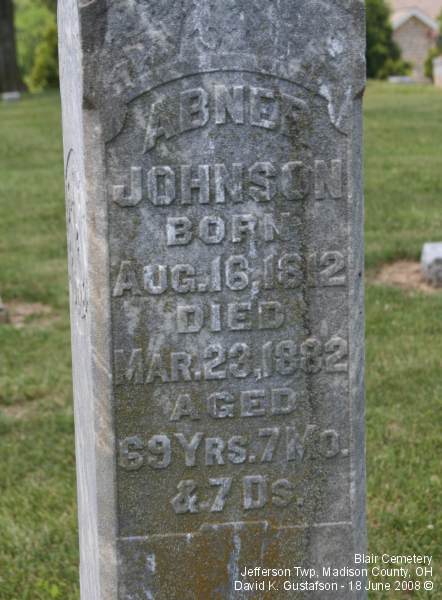 ABNER
JOHNSON
BORN
AUG. 16, 1812
DIED
MAR. 23, 1882
AGED
69 YRS. 7 MO.
& 7 DS.
Blair Cemetery
Jefferson Twp, Madison County, OH
David K. Gustafson - 18 June 2008 ©